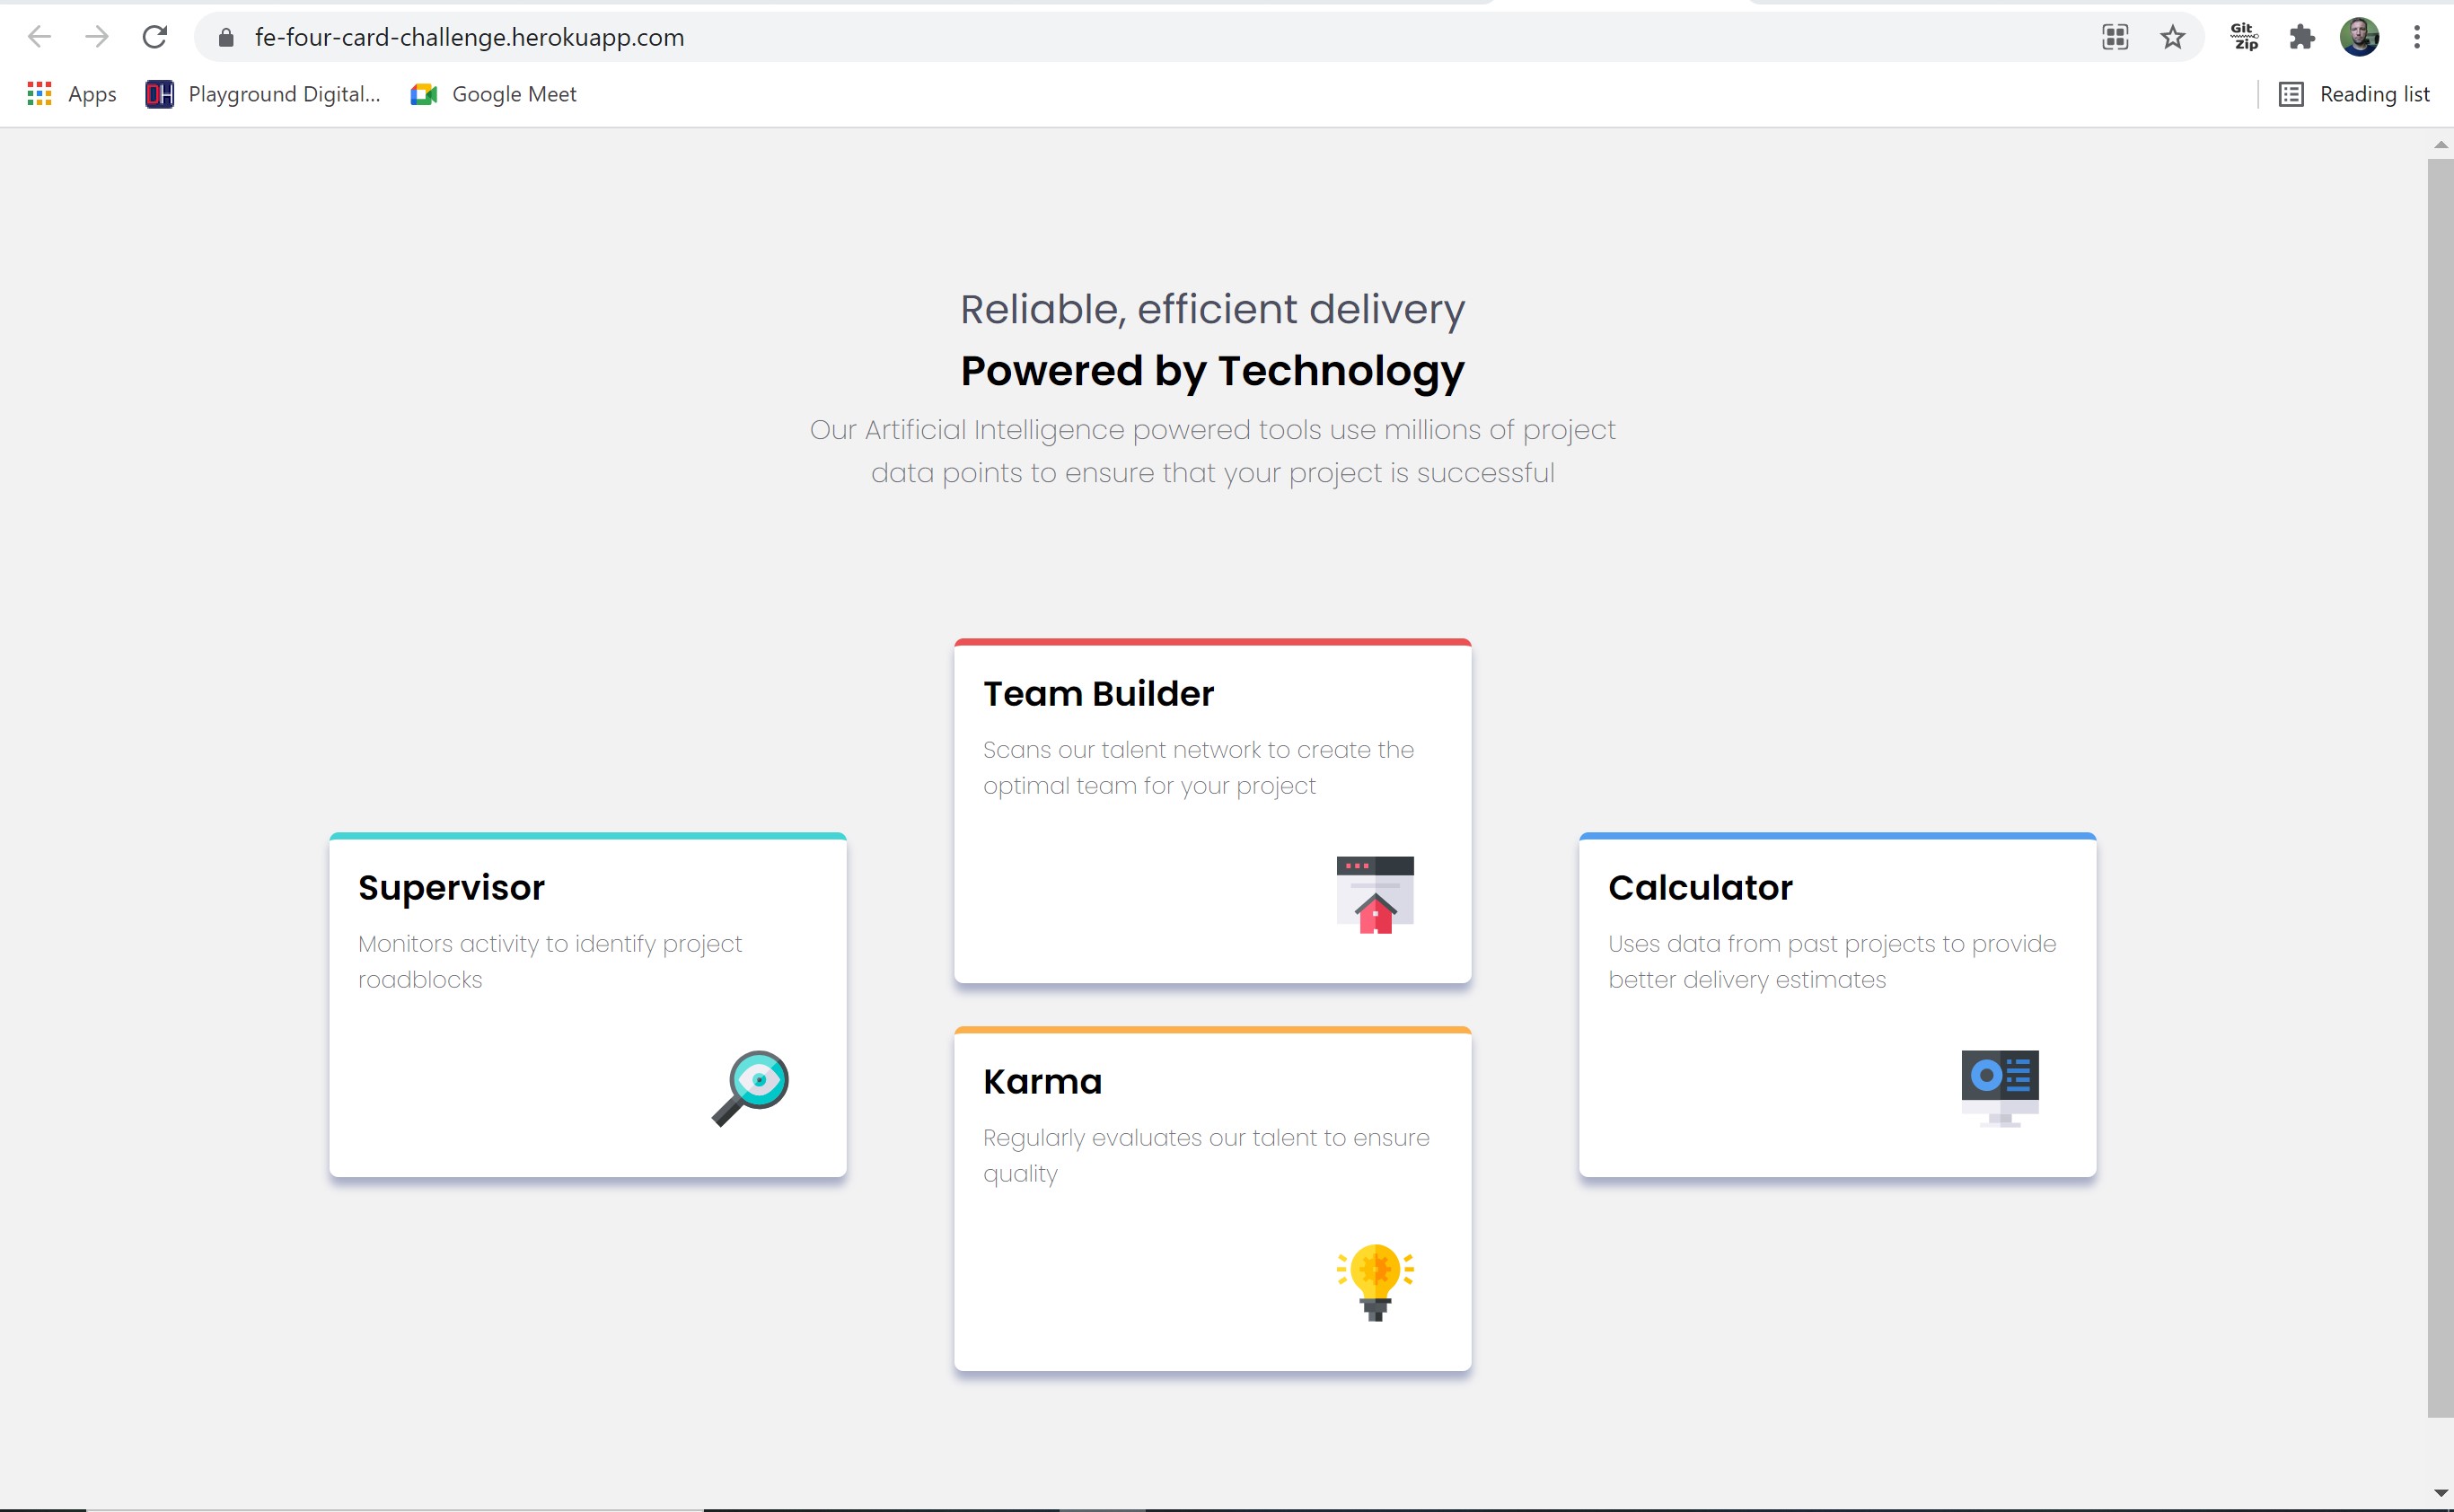 fe-four-card-challenge.herokuapp.com
Git
Zip
Apps
DH
Playground Digital...
Google Meet
Reading list
Reliable, efficient delivery
Powered by Technology
Our Artificial Intelligence powered tools use millions of project
data points to ensure that your project is successful
Team Builder
Scans our talent network to create the
optimal team for your project
Supervisor
Monitors activity to identify project
roadblocks
Calculator
Uses data from past projects to provide
better delivery estimates
Karma
Regularly evaluates our talent to ensure
quality